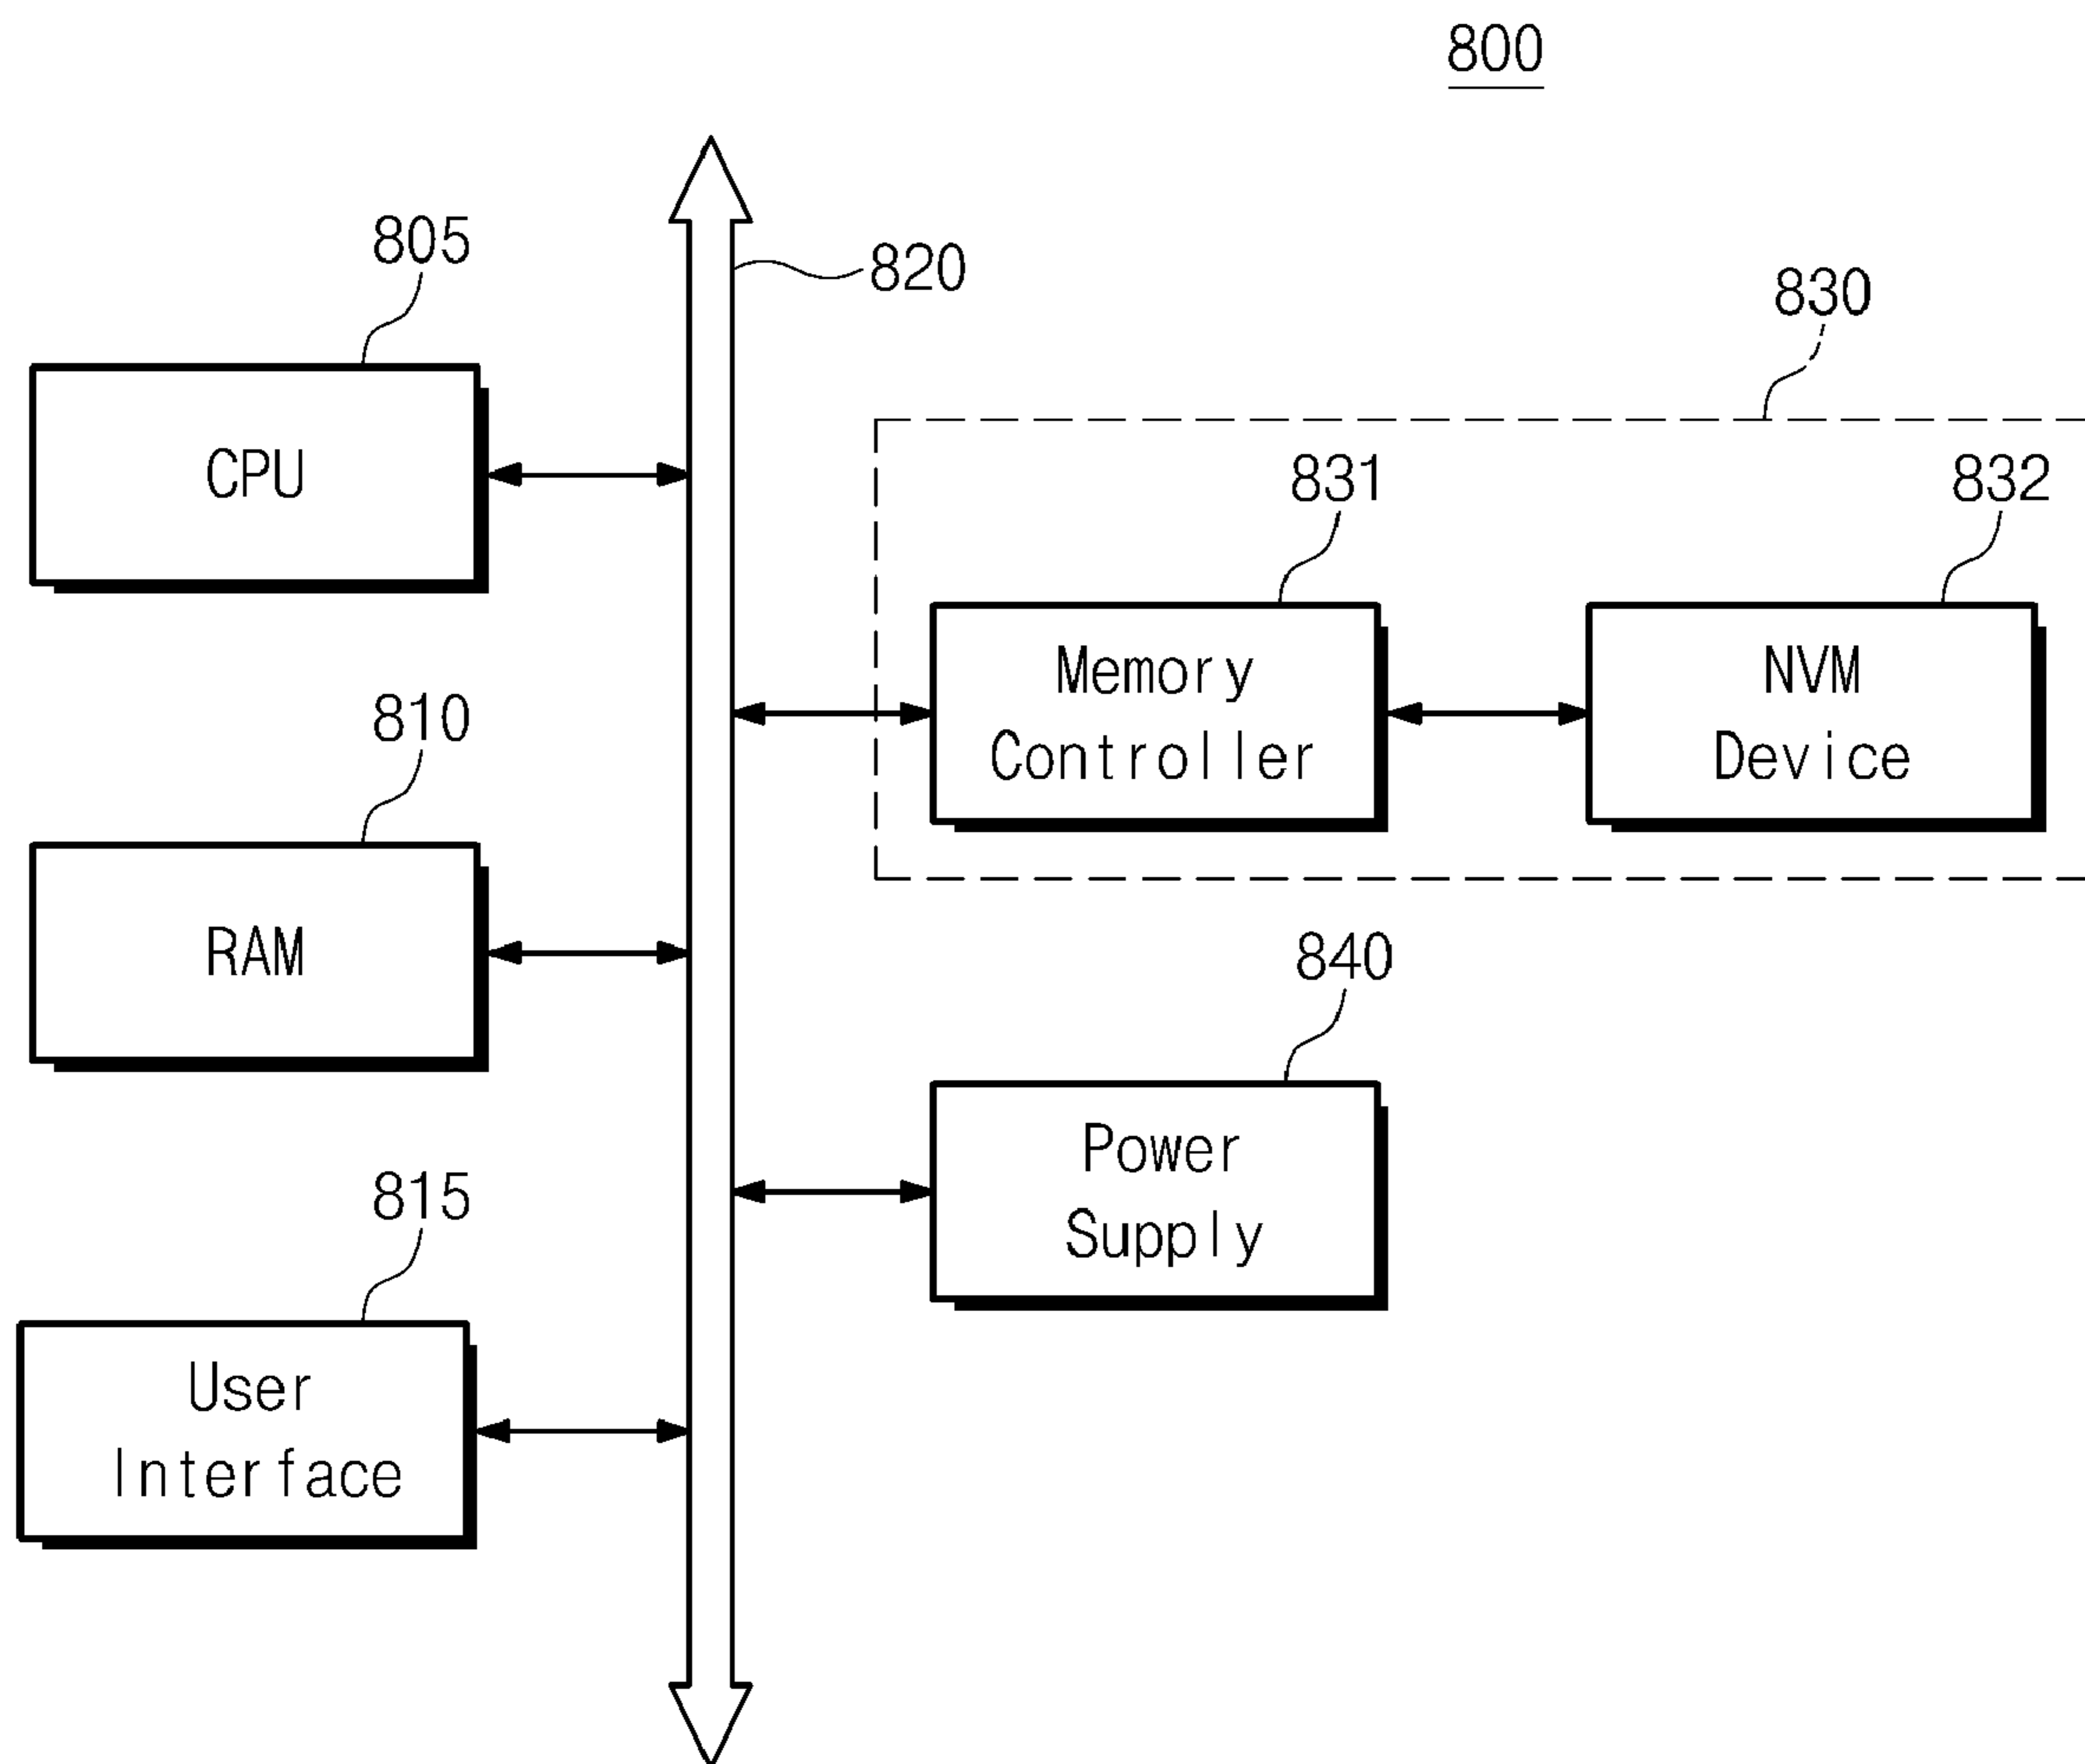 800
805
820
830
CPU
831
832
Memory
Controller
NVM
Device
810
RAM
840
Power
Supply
815
User
Interface